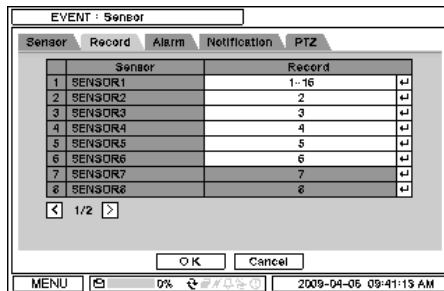 EVENT : Sensor
Sensor Record Alarm Notification PTZ
Sensor Record
1 SENSOR1 1~16
2 SENSOR2 2
3 SENSOR3 3
4 SENSOR4 4
5 SENSOR5 5
6 SENSOR6 6
7 SENSOR7 7
8 SENSOR8 8
< 1/2 >
OK Cancel
MENU 0% 2009-04-06 09:41:13 AM